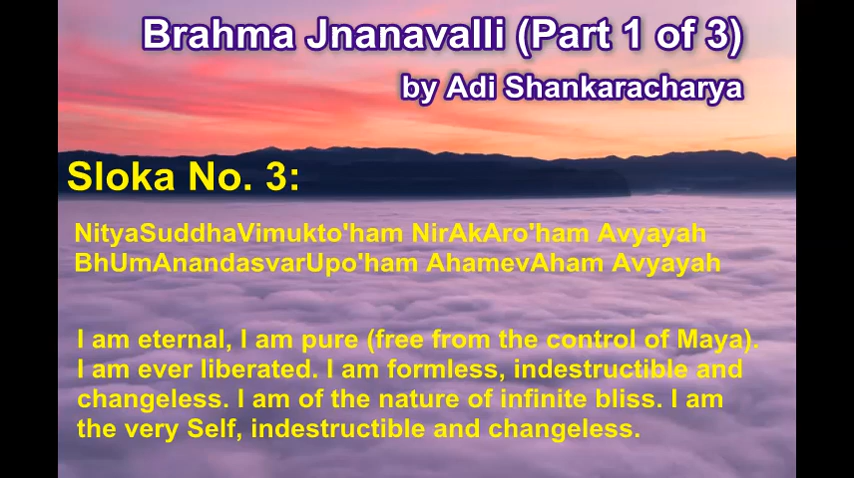 Brahma Jnanavalli (Part 1 of 3)
by Adi Shankaracharya
Sloka No. 3:
NityaSuddhaVimukto'ham NirAkAro'ham Avyayah
BhUmAnandasvarUpo'ham AhamevAham Avyayah
I am eternal, I am pure (free from the control of Maya).
I am ever liberated. I am formless, indestructible and
changeless. I am of the nature of infinite bliss. I am
the very Self, indestructible and changeless.